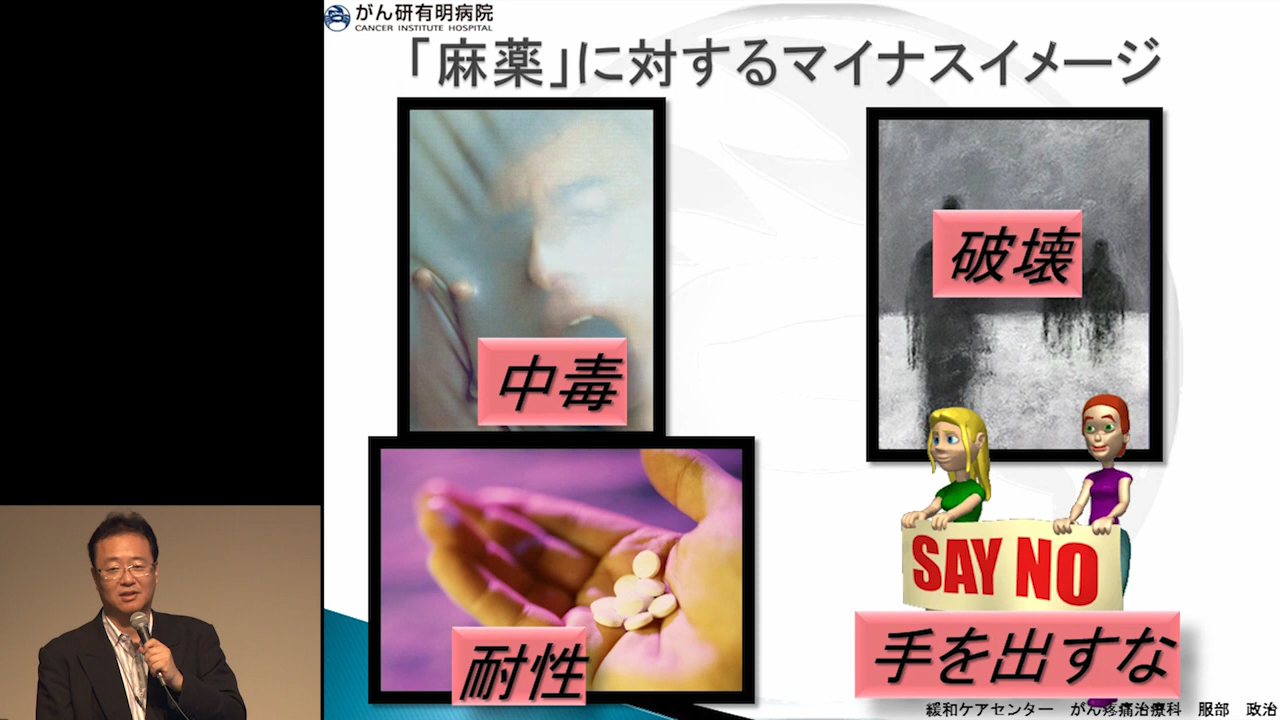 がん研有明病院
CANCER INSTITUTE HOSPITAL
「麻薬」に対するマイナスイメージ
中毒
破壊
耐性
SAY NO
手を出すな
緩和ケアセンター がん疼痛治療科 服部 政治